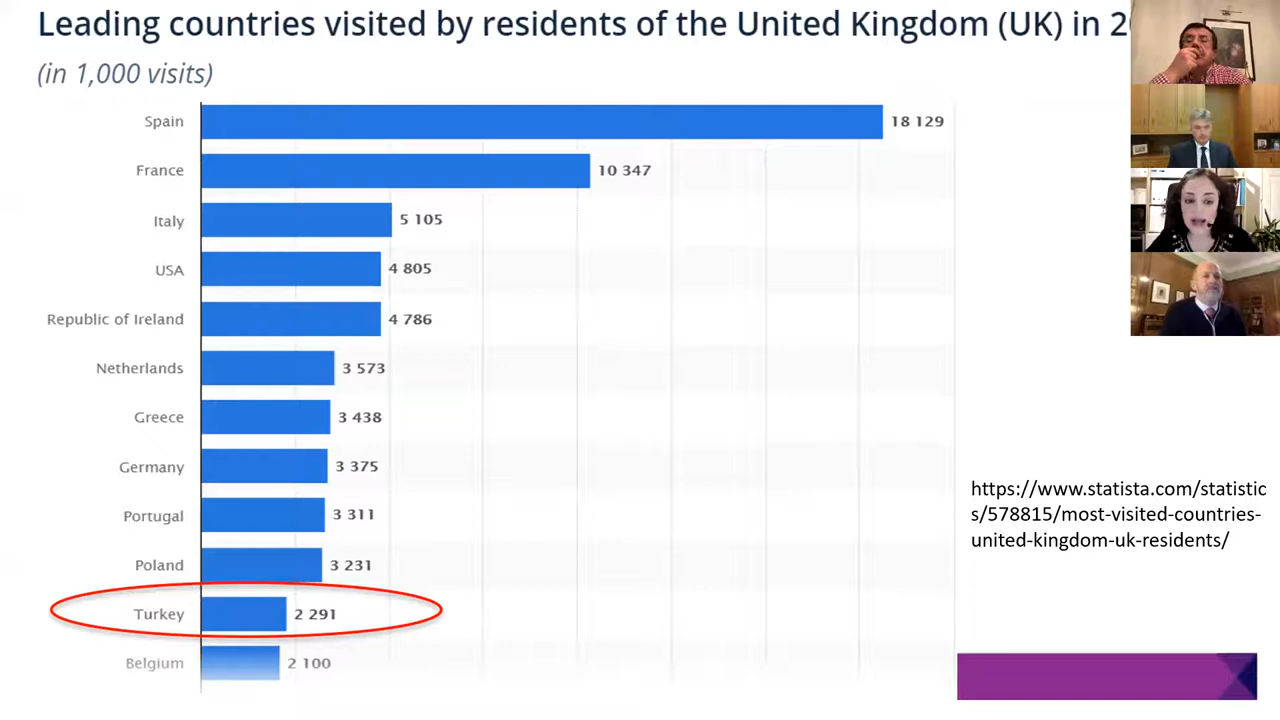 Leading countries visited by residents of the United Kingdom (UK) in 2
(in 1,000 visits)
Spain 18 129
France 10 347
Italy 5 105
USA 4 805
Republic of Ireland 4 786
Netherlands 3 573
Greece 3 438
Germany 3 375
Portugal 3 311
Poland 3 231
Turkey 2 291
Belgium 2 100
https://www.statista.com/statistic
s/578815/most-visited-countries-
united-kingdom-uk-residents/